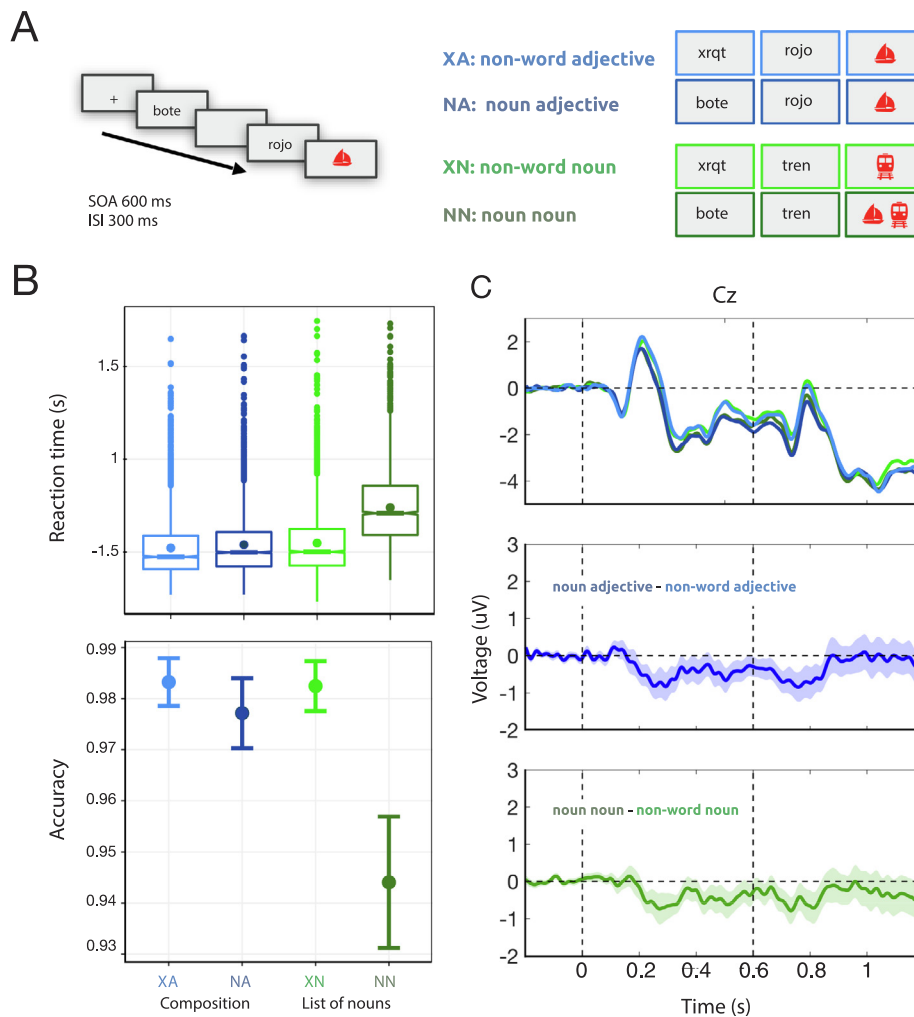 A
+
bote
rojo
SOA 600 ms
ISI 300 ms
XA: non-word adjective
xrqt
rojo
NA: noun adjective
bote
rojo
XN: non-word noun
xrqt
tren
NN: noun noun
bote
tren
B
Reaction time (s)
1.5
1
-1.5
Accuracy
0.99
0.98
0.97
0.96
0.95
0.94
0.93
XA
NA
XN
NN
Composition
List of nouns
C
Cz
2
0
-2
-4
Voltage (uV)
3
2
1
0
-1
-2
noun adjective - non-word adjective
3
2
1
0
-1
-2
noun noun - non-word noun
0
0.2
0.4
0.6
0.8
1
Time (s)